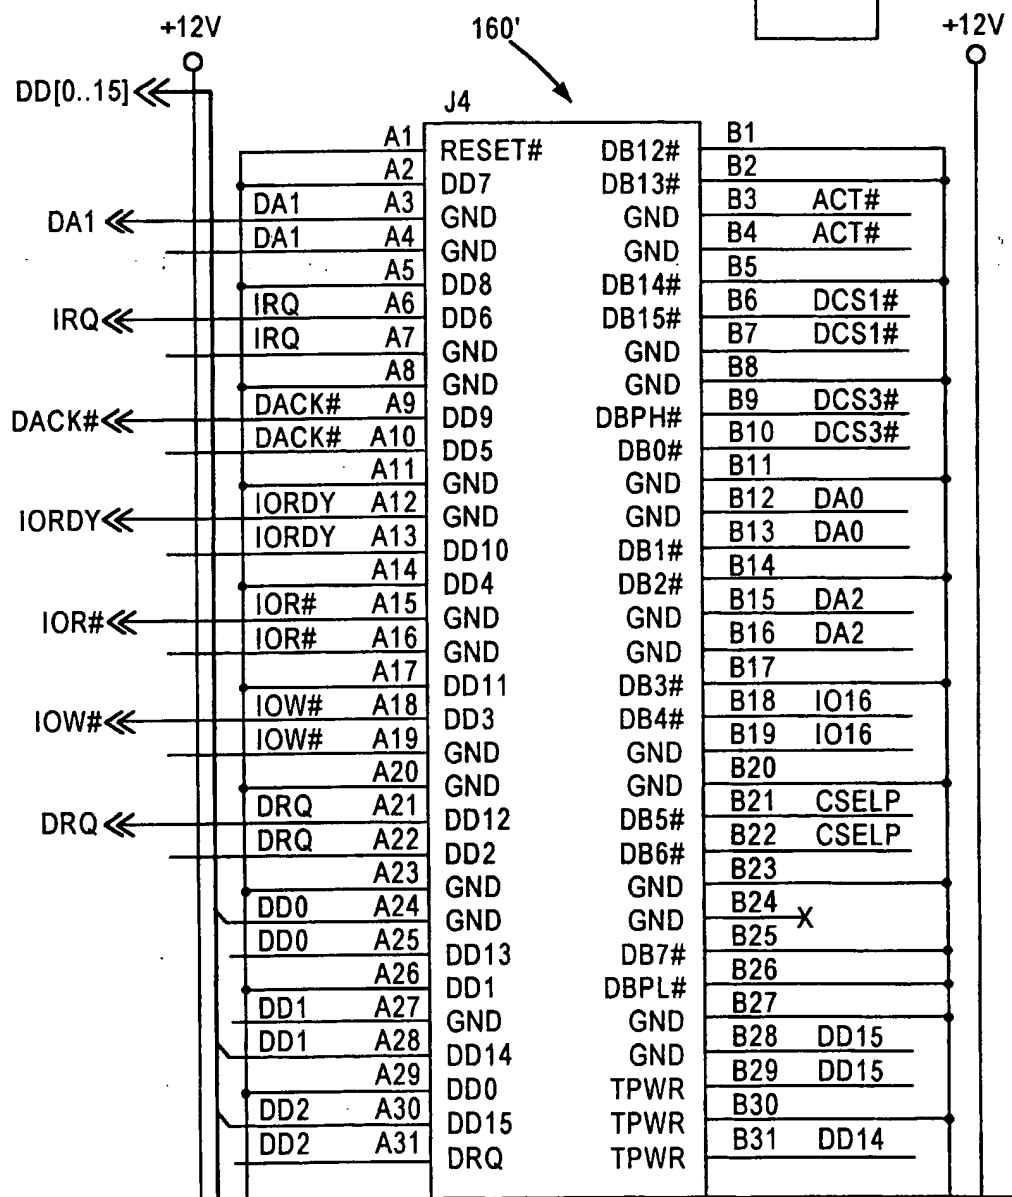 +12V 160' +12V
DD[0..15]
J4
A1 RESET# DB12# B1
A2 DD7 DB13# B2
DA1 DA1 A3 GND GND B3 ACT#
DA1 A4 GND GND B4 ACT#
A5 DD8 DB14# B5
IRQ IRQ A6 DD6 DB15# B6 DCS1#
IRQ A7 GND GND B7 DCS1#
A8 GND GND B8
DACK# DACK# A9 DD9 DBPH# B9 DCS3#
DACK# A10 DD5 DB0# B10 DCS3#
A11 GND GND B11
IORDY IORDY A12 GND GND B12 DA0
IORDY A13 DD10 DB1# B13 DA0
A14 DD4 DB2# B14
IOR# IOR# A15 GND GND B15 DA2
IOR# A16 GND GND B16 DA2
A17 DD11 DB3# B17
IOW# IOW# A18 DD3 DB4# B18 IO16
IOW# A19 GND GND B19 IO16
A20 GND GND B20
DRQ DRQ A21 DD12 DB5# B21 CSELP
DRQ A22 DD2 DB6# B22 CSELP
A23 GND GND B23
DD0 A24 GND GND B24 X
DD0 A25 DD13 DB7# B25
A26 DD1 DBPL# B26
DD1 A27 GND GND B27
DD1 A28 DD14 GND B28 DD15
A29 DD0 TPWR B29 DD15
DD2 A30 DD15 TPWR B30
DD2 A31 DRQ TPWR B31 DD14